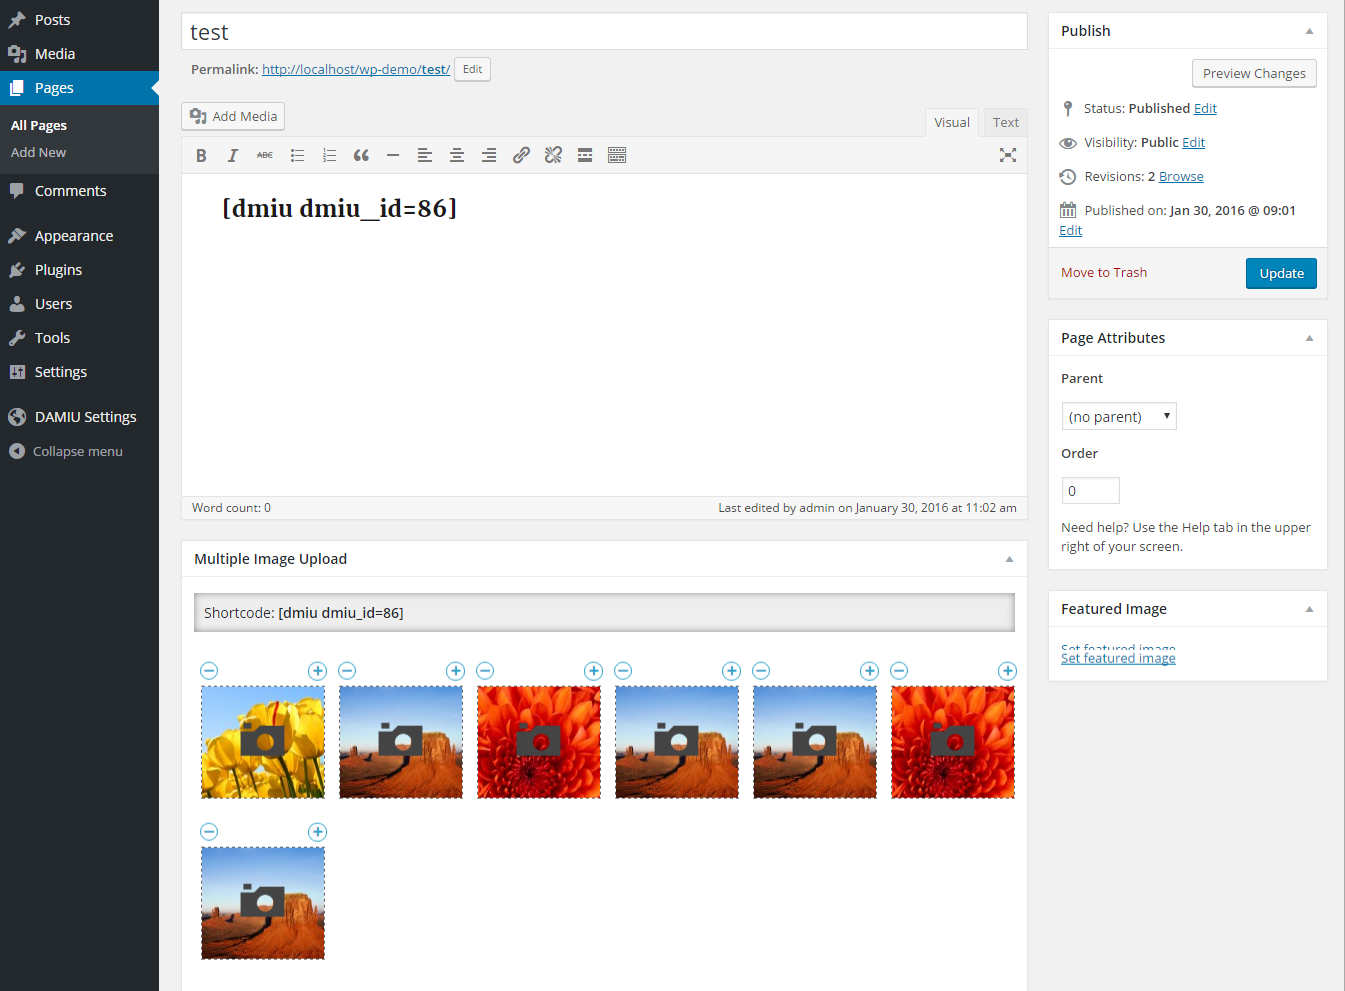 Posts
Media
Pages
All Pages
Add New
Comments
Appearance
Plugins
Users
Tools
Settings
DAMIU Settings
Collapse menu
test
Permalink: http://localhost/wp-demo/test/ Edit
Add Media
Visual Text
B I ABC
[dmiu dmiu_id=86]
Word count: 0
Last edited by admin on January 30, 2016 at 11:02 am
Multiple Image Upload
Shortcode: [dmiu dmiu_id=86]
Publish
Preview Changes
Status: Published Edit
Visibility: Public Edit
Revisions: 2 Browse
Published on: Jan 30, 2016 @ 09:01
Edit
Move to Trash
Update
Page Attributes
Parent
(no parent)
Order
0
Need help? Use the Help tab in the upper
right of your screen.
Featured Image
Set featured image
Set featured image